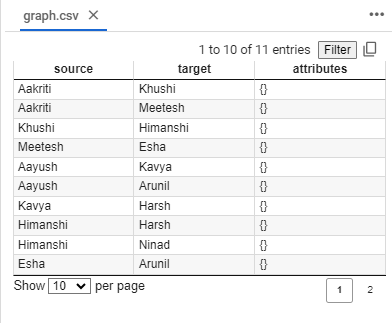 graph.csv ×
1 to 10 of 11 entries Filter
source target attributes
Aakriti Khushi {}
Aakriti Meetesh {}
Khushi Himanshi {}
Meetesh Esha {}
Aayush Kavya {}
Aayush Arunil {}
Kavya Harsh {}
Himanshi Harsh {}
Himanshi Ninad {}
Esha Arunil {}
Show 10 per page 1 2